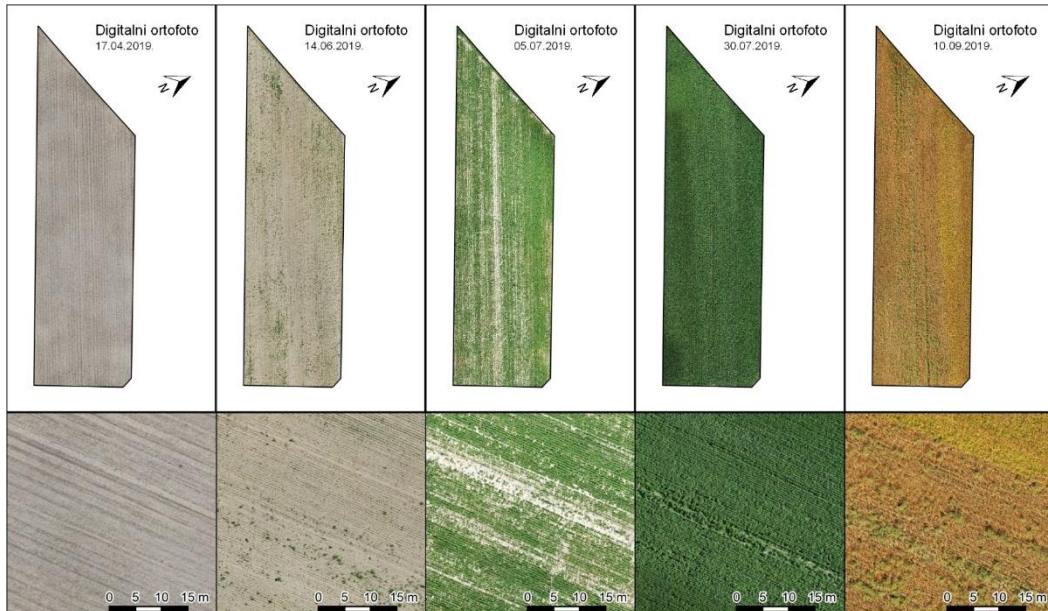 Digitalni ortofoto
17.04.2019.
N
Digitalni ortofoto
14.06.2019.
N
Digitalni ortofoto
05.07.2019.
N
Digitalni ortofoto
30.07.2019.
N
Digitalni ortofoto
10.09.2019.
N
0 5 10 15 m
0 5 10 15 m
0 5 10 15 m
0 5 10 15 m
0 5 10 15 m